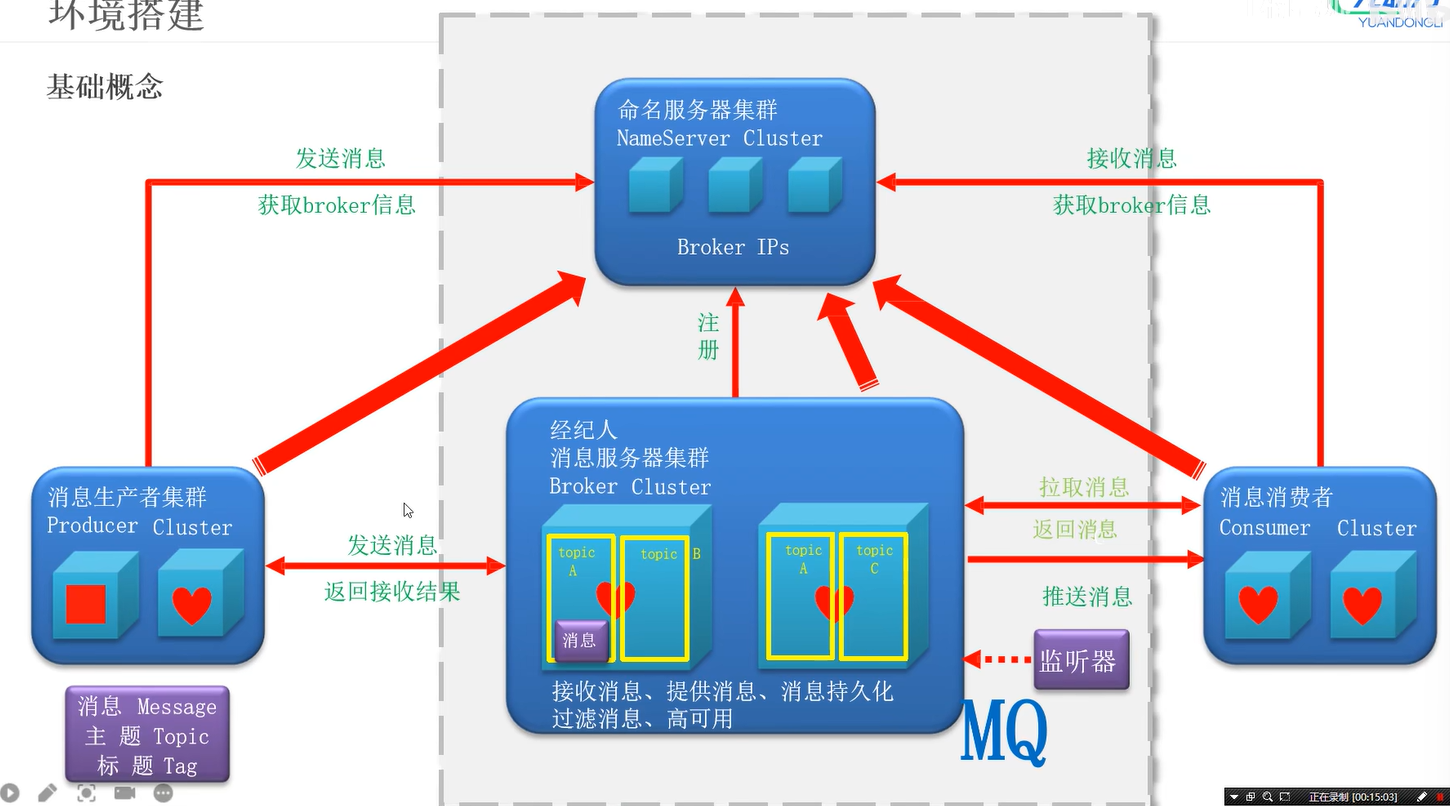 环境搭建
YUANDONGLI
基础概念
命名服务器集群
NameServer Cluster
Broker IPs
发送消息
获取broker信息
接收消息
获取broker信息
注
册
经纪人
消息服务器集群
Broker Cluster
topic
A
topic B
topic
A
topic
C
消息
接收消息、提供消息、消息持久化
过滤消息、高可用
消息生产者集群
Producer Cluster
发送消息
返回接收结果
拉取消息
返回消息
推送消息
消息消费者
Consumer Cluster
监听器
MQ
消息 Message
主 题 Topic
标 题 Tag
正在录制 [00:15:03]